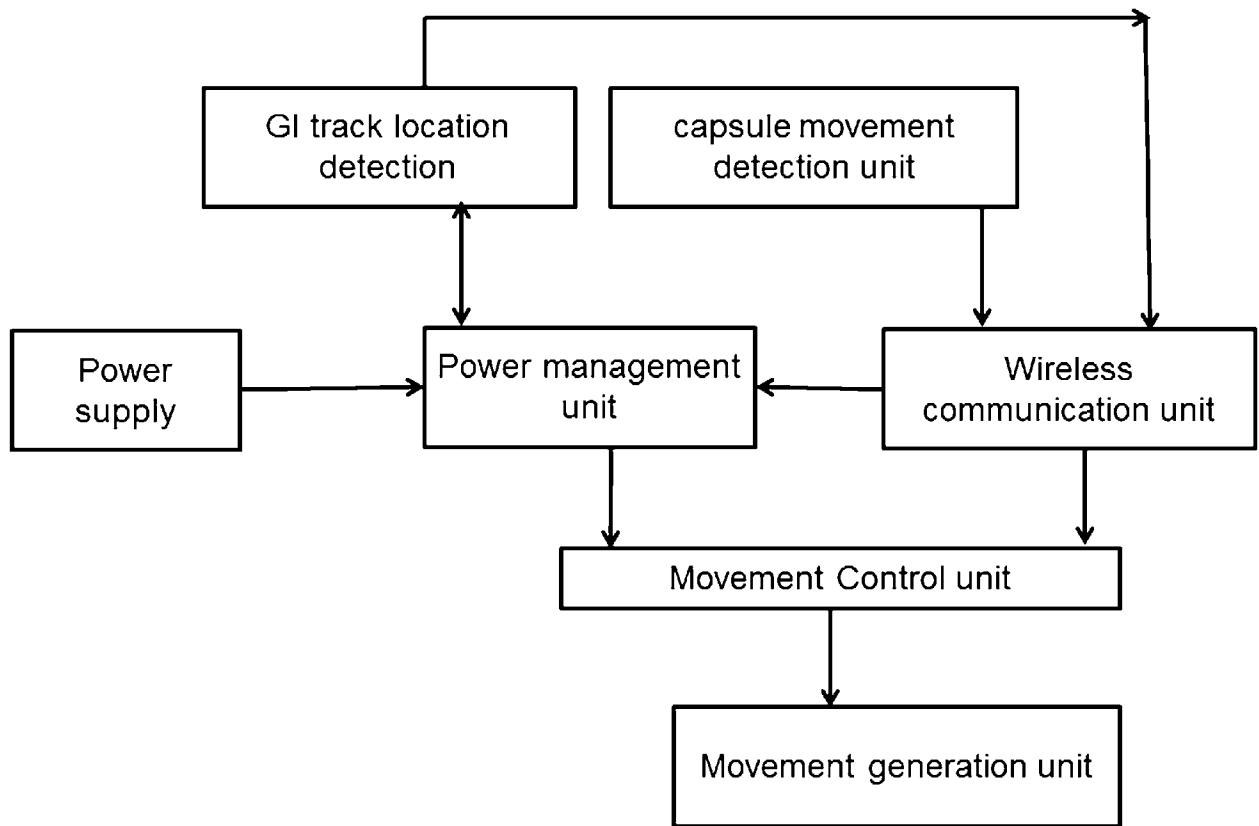 GI track location
detection
capsule movement
detection unit
Power
supply
Power management
unit
Wireless
communication unit
Movement Control unit
Movement generation unit